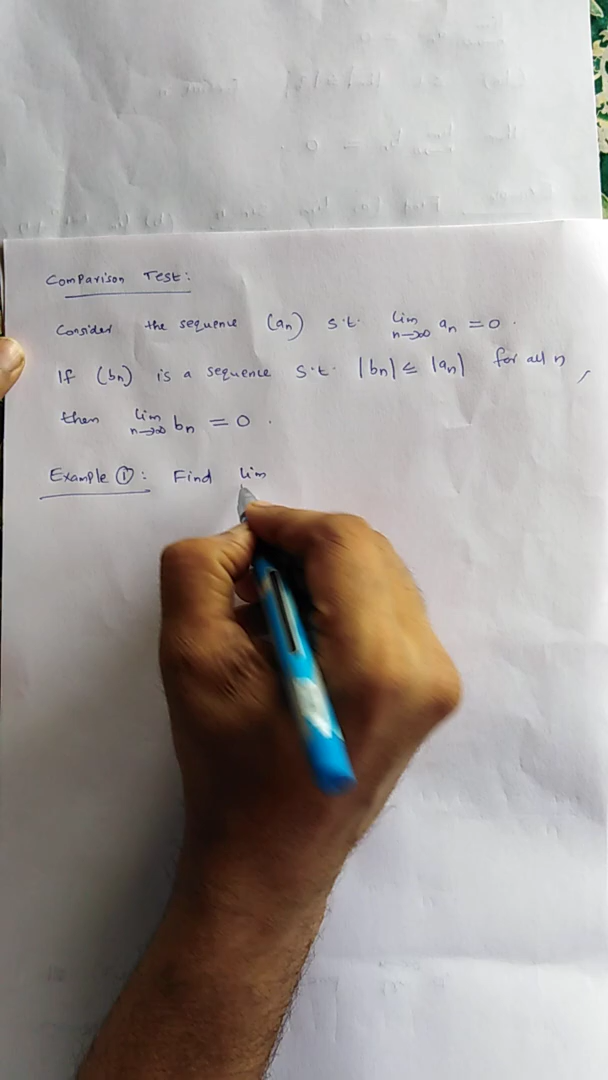 Comparison Test:
Consider the sequence (an) s.t. lim n→∞ an = 0.
If (bn) is a sequence s.t. |bn| ≤ |an| for all n,
then lim n→∞ bn = 0.
Example ①: Find lim